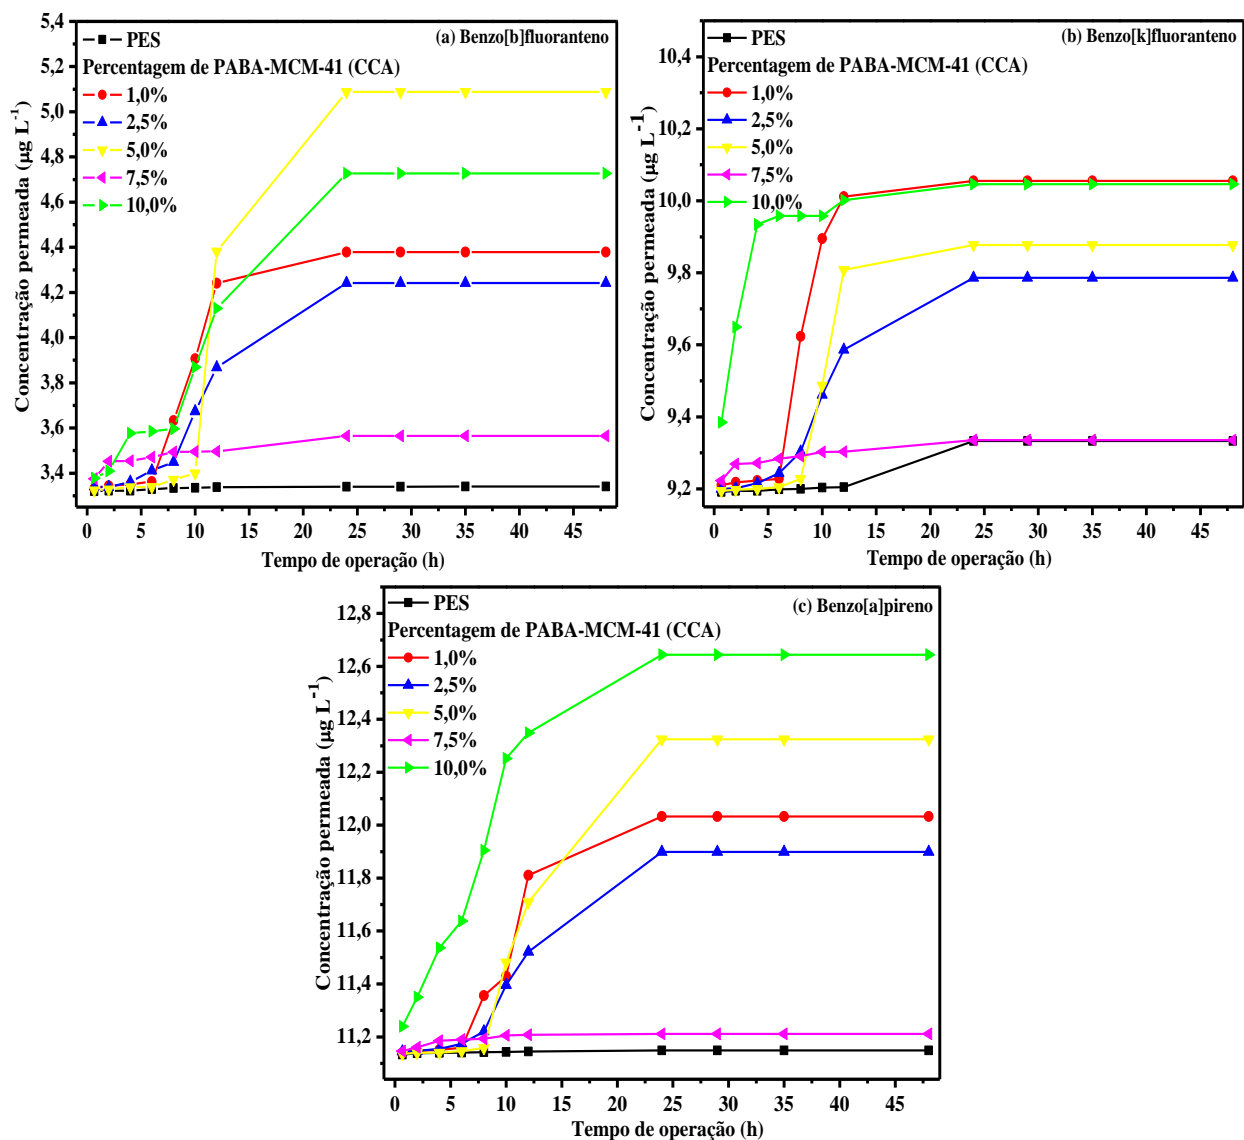 (a) Benzo[b]fluoranteno
PES
Percentagem de PABA-MCM-41 (CCA)
1,0%
2,5%
5,0%
7,5%
10,0%
5,4
5,2
5,0
4,8
4,6
4,4
4,2
4,0
3,8
3,6
3,4
Concentração permeada (µg L⁻¹)
0 5 10 15 20 25 30 35 40 45
Tempo de operação (h)
(b) Benzo[k]fluoranteno
PES
Percentagem de PABA-MCM-41 (CCA)
1,0%
2,5%
5,0%
7,5%
10,0%
10,4
10,2
10,0
9,8
9,6
9,4
9,2
Concentração permeada (µg L⁻¹)
0 5 10 15 20 25 30 35 40 45
Tempo de operação (h)
(c) Benzo[a]pireno
PES
Percentagem de PABA-MCM-41 (CCA)
1,0%
2,5%
5,0%
7,5%
10,0%
12,8
12,6
12,4
12,2
12,0
11,8
11,6
11,4
11,2
Concentração permeada (µg L⁻¹)
0 5 10 15 20 25 30 35 40 45
Tempo de operação (h)